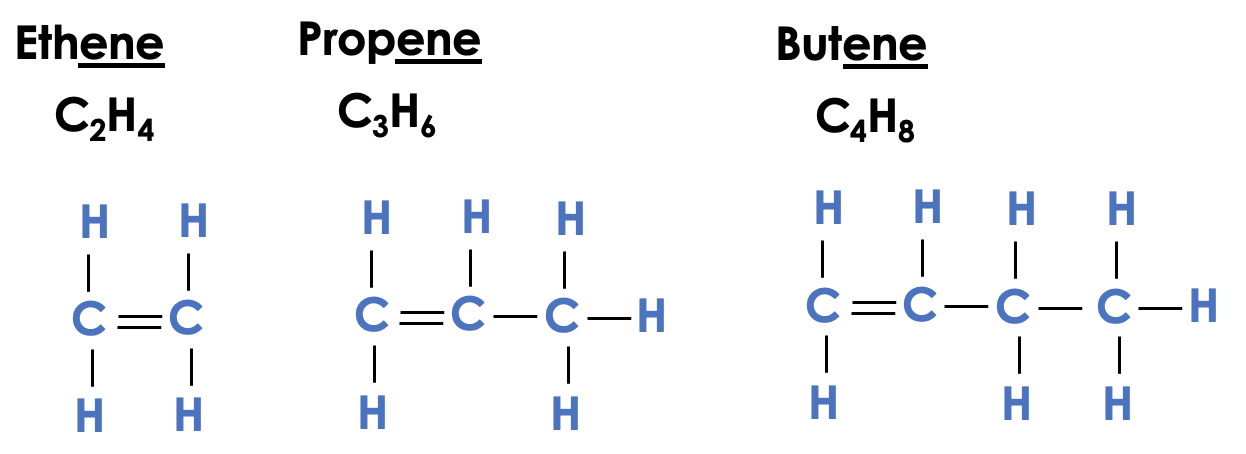 Ethene
C₂H₄
H H
C C
H H
Propene
C₃H₆
H H H
C C C H
H H
Butene
C₄H₈
H H H H
C C C C H
H H H